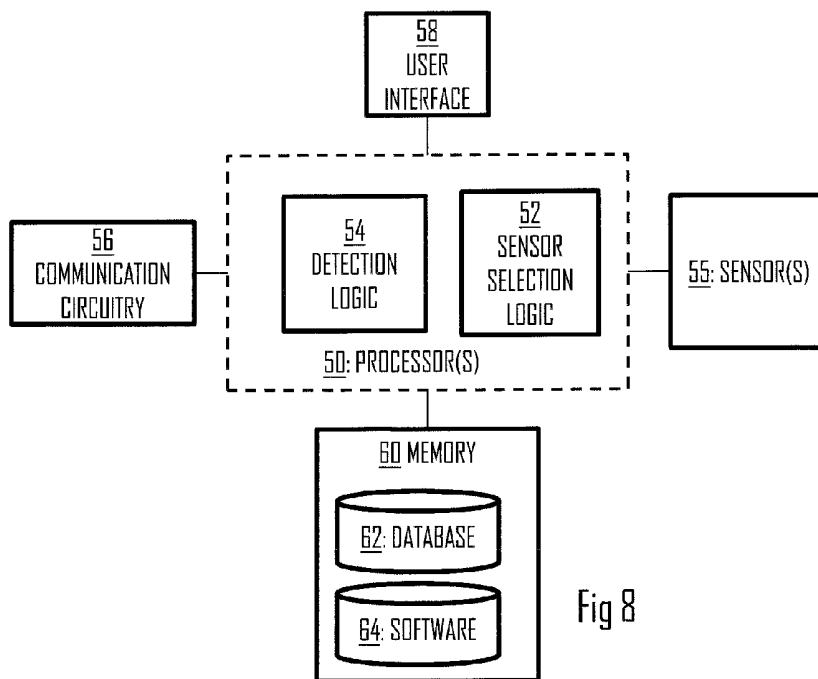 58
USER
INTERFACE
56
COMMUNICATION
CIRCUITRY
54
DETECTION
LOGIC
52
SENSOR
SELECTION
LOGIC
55: SENSOR(S)
50: PROCESSOR(S)
60 MEMORY
62: DATABASE
64: SOFTWARE
Fig 8